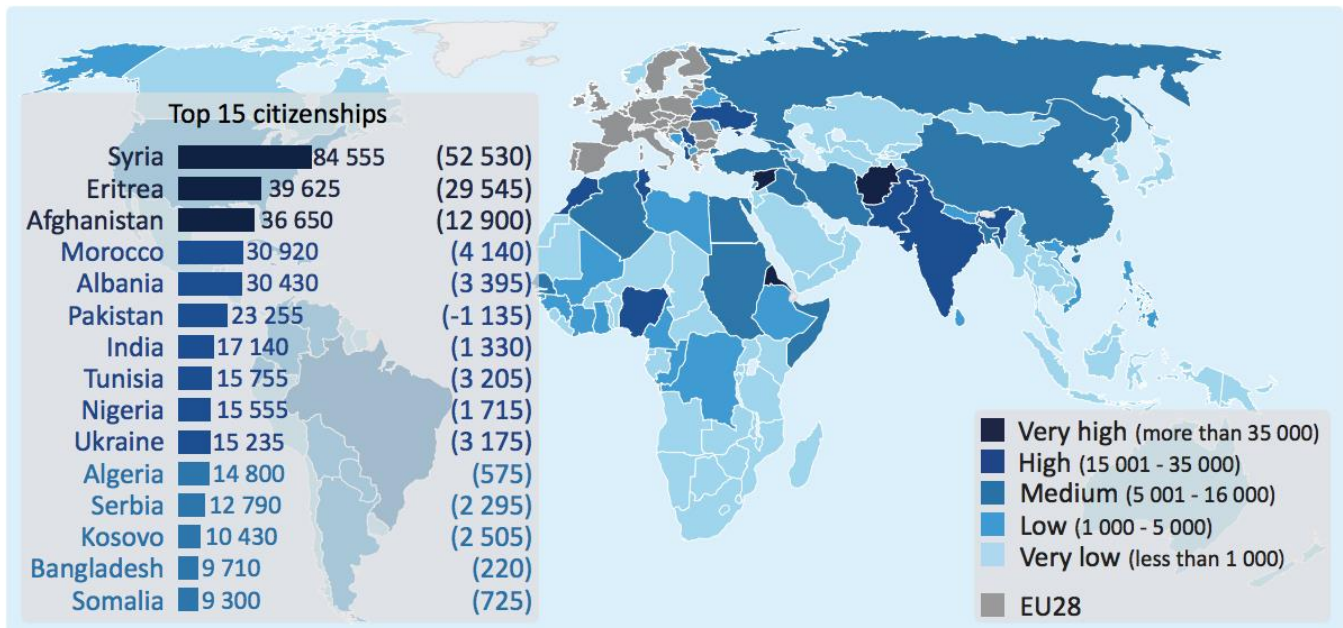 Top 15 citizenships
Syria 84 555 (52 530)
Eritrea 39 625 (29 545)
Afghanistan 36 650 (12 900)
Morocco 30 920 (4 140)
Albania 30 430 (3 395)
Pakistan 23 255 (-1 135)
India 17 140 (1 330)
Tunisia 15 755 (3 205)
Nigeria 15 555 (1 715)
Ukraine 15 235 (3 175)
Algeria 14 800 (575)
Serbia 12 790 (2 295)
Kosovo 10 430 (2 505)
Bangladesh 9 710 (220)
Somalia 9 300 (725)
Very high (more than 35 000)
High (15 001 - 35 000)
Medium (5 001 - 16 000)
Low (1 000 - 5 000)
Very low (less than 1 000)
EU28